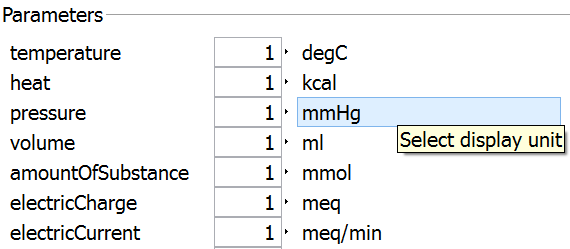 Parameters
temperature 1 degC
heat 1 kcal
pressure 1 mmHg
volume 1 ml
Select display unit
amountOfSubstance 1 mmol
electricCharge 1 meq
electricCurrent 1 meq/min